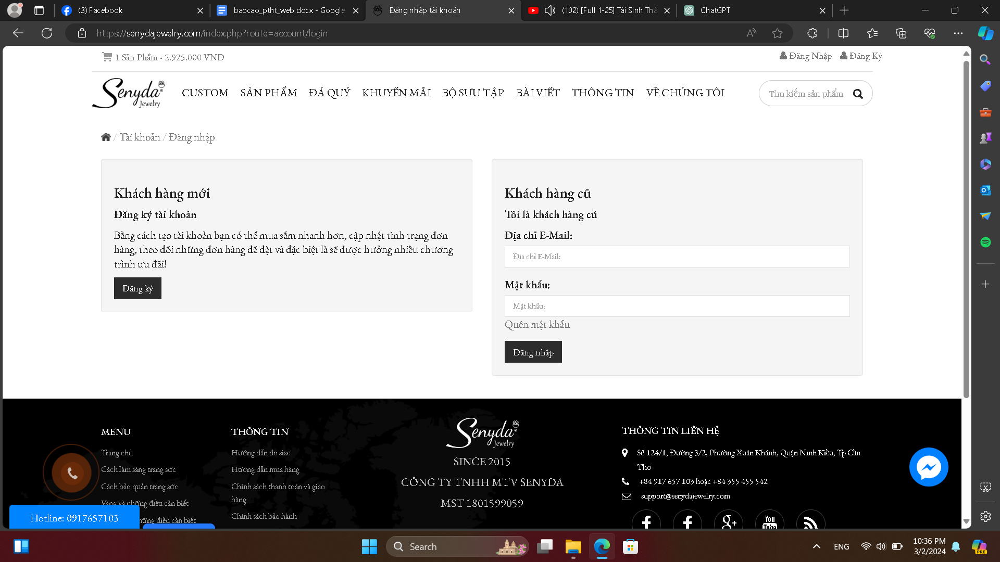 (3) Facebook
baocao_ptht_web.docx - Google
Đăng nhập tài khoản
(102) [Full 1-25] Tái Sinh Thà
ChatGPT
https://senydajewelry.com/index.php?route=account/login
1 Sản Phẩm - 2.925.000 VNĐ
Đăng Nhập
Đăng Ký
Senyda
Jewelry
CUSTOM
SẢN PHẨM
ĐÁ QUÝ
KHUYẾN MÃI
BỘ SƯU TẬP
BÀI VIẾT
THÔNG TIN
VỀ CHÚNG TÔI
Tìm kiếm sản phẩm
/ Tài khoản / Đăng nhập
Khách hàng mới
Đăng ký tài khoản
Bằng cách tạo tài khoản bạn có thể mua sắm nhanh hơn, cập nhật tình trạng đơn
hàng, theo dõi những đơn hàng đã đặt và đặc biệt là sẽ được hưởng nhiều chương
trình ưu đãi!
Đăng ký
Khách hàng cũ
Tôi là khách hàng cũ
Địa chỉ E-Mail:
Địa chỉ E-Mail:
Mật khẩu:
Mật khẩu:
Quên mật khẩu
Đăng nhập
MENU
Trang chủ
Cách làm sáng trang sức
Cách bảo quản trang sức
Vàng và những điều cần biết
những điều cần biết
Hotline: 0917657103
THÔNG TIN
Hướng dẫn đo size
Hướng dẫn mua hàng
Chính sách thanh toán và giao
hàng
Chính sách bảo hành
Senyda
Jewelry
SINCE 2015
CÔNG TY TNHH MTV SENYDA
MST 1801599059
THÔNG TIN LIÊN HỆ
Số 124/1, Đường 3/2, Phường Xuân Khánh, Quận Ninh Kiều, Tp Cần
Thơ
+84 917 657 103 hoặc +84 355 455 542
support@senydajewelry.com
You
Tube
Search
ENG
10:36 PM
3/2/2024
PRE